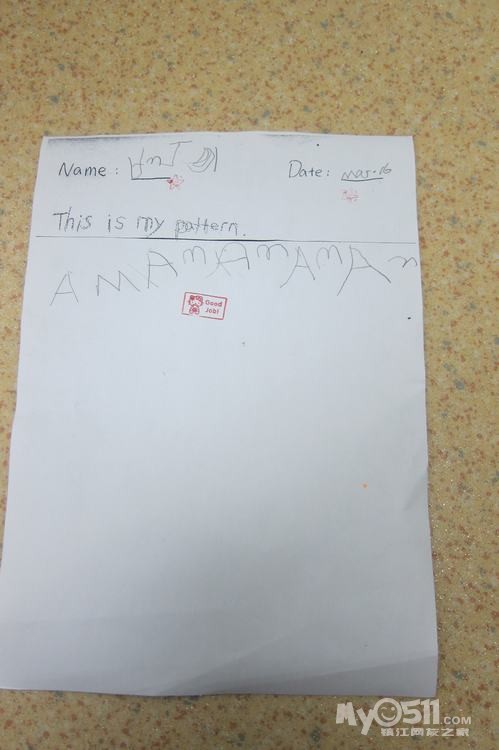 Name:
Date: Mar.16
This is my pattern.
A M A m A m A m A m
Good
Job!
My0511.com
镇江网友之家